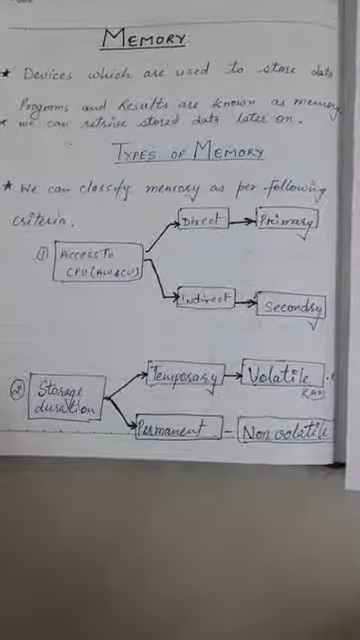 MEMORY
★ Devices which are used to store data
Programs and Results are known as memory.
★ we can retrive stored data later on.
TYPES OF MEMORY
★ We can classify memory as per following
criteria.
① Access To
CPU (ALU & CU)
Direct → Primary
Indirect → Secondry
② Storage
duration
Temporary → Volatile
RAM
Permanent – Non volatile